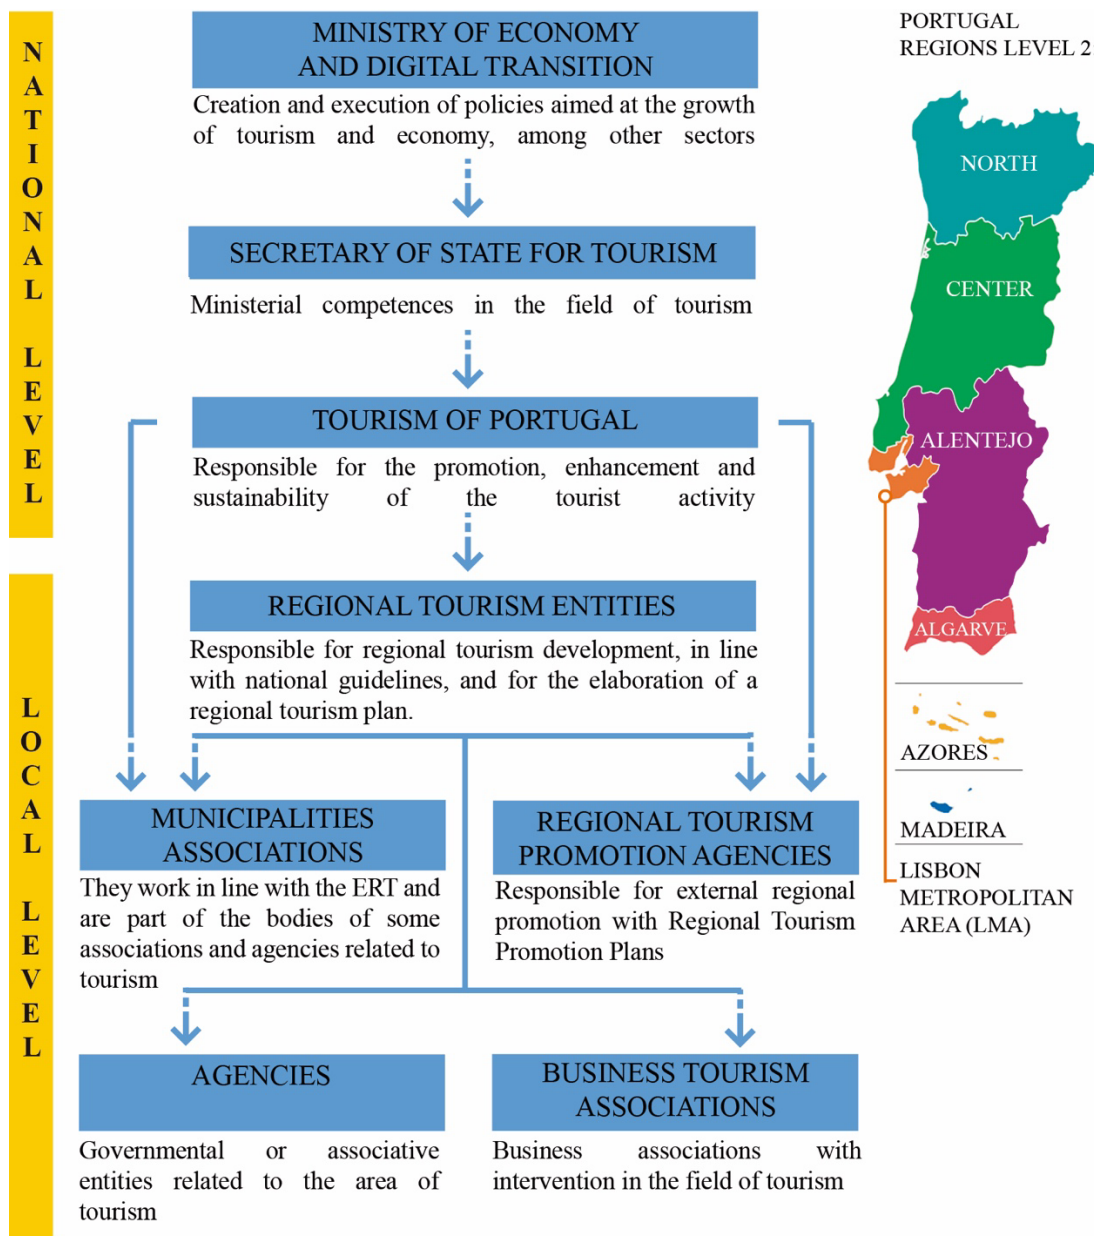 NATIONAL LEVEL
MINISTRY OF ECONOMY
AND DIGITAL TRANSITION
Creation and execution of policies aimed at the growth
of tourism and economy, among other sectors
SECRETARY OF STATE FOR TOURISM
Ministerial competences in the field of tourism
TOURISM OF PORTUGAL
Responsible for the promotion, enhancement and
sustainability of the tourist activity
LOCAL LEVEL
REGIONAL TOURISM ENTITIES
Responsible for regional tourism development, in line
with national guidelines, and for the elaboration of a
regional tourism plan.
MUNICIPALITIES
ASSOCIATIONS
They work in line with the ERT and
are part of the bodies of some
associations and agencies related to
tourism
REGIONAL TOURISM
PROMOTION AGENCIES
Responsible for external regional
promotion with Regional Tourism
Promotion Plans
AGENCIES
Governmental or associative
entities related to the area of
tourism
BUSINESS TOURISM
ASSOCIATIONS
Business associations with
intervention in the field of tourism
PORTUGAL
REGIONS LEVEL 2
NORTH
CENTER
ALENTEJO
ALGARVE
AZORES
MADEIRA
LISBON
METROPOLITAN
AREA (LMA)